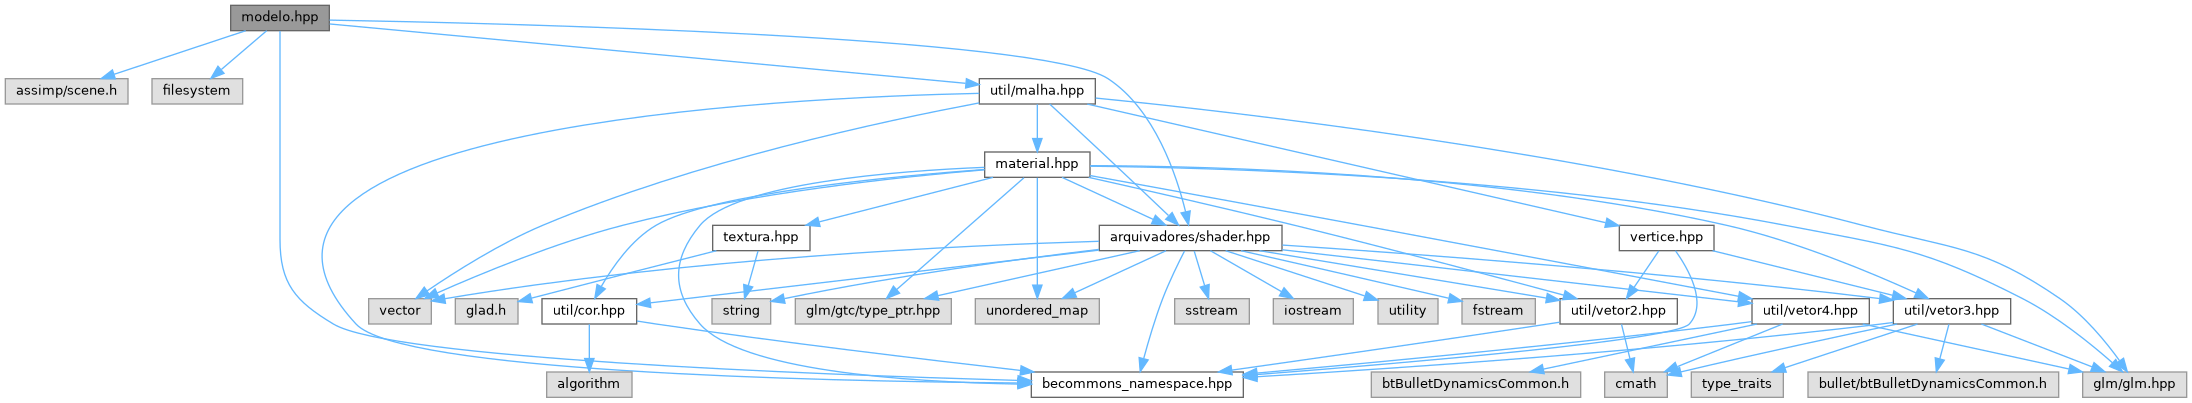 modelo.hpp
assimp/scene.h
filesystem
util/malha.hpp
material.hpp
textura.hpp
arquivadores/shader.hpp
vertice.hpp
vector
glad.h
util/cor.hpp
string
glm/gtc/type_ptr.hpp
unordered_map
sstream
iostream
utility
fstream
util/vetor2.hpp
util/vetor4.hpp
util/vetor3.hpp
algorithm
becommons_namespace.hpp
btBulletDynamicsCommon.h
cmath
type_traits
bullet/btBulletDynamicsCommon.h
glm/glm.hpp